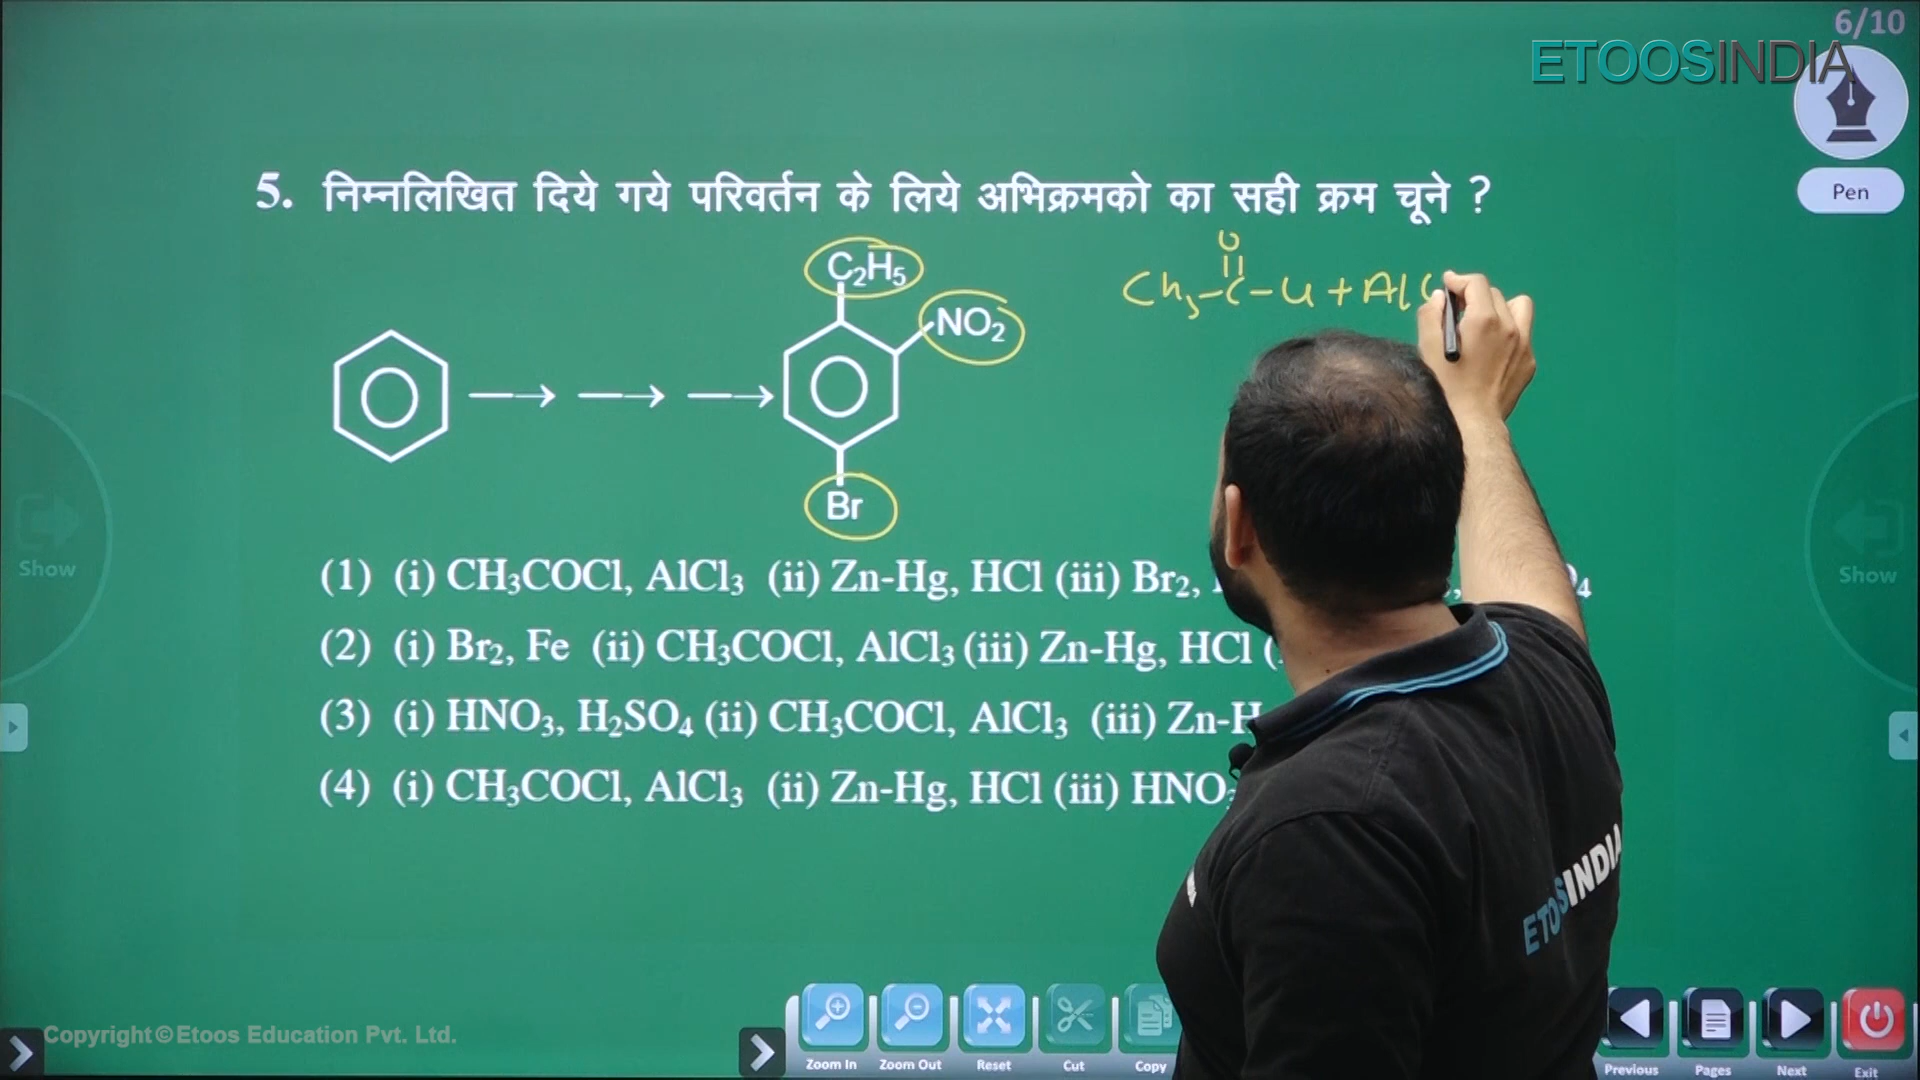 6/10
ETOOSINDIA
Pen
5. निम्नलिखित दिये गये परिवर्तन के लिये अभिक्रमको का सही क्रम चूने ?
C2H5
NO2
Br
O
CH3-C-Cl + AlC
(1) (i) CH3COCl, AlCl3 (ii) Zn-Hg, HCl (iii) Br2,
(2) (i) Br2, Fe (ii) CH3COCl, AlCl3 (iii) Zn-Hg, HCl
(3) (i) HNO3, H2SO4 (ii) CH3COCl, AlCl3 (iii) Zn-H
(4) (i) CH3COCl, AlCl3 (ii) Zn-Hg, HCl (iii) HNO3
Show
Show
ETOOSINDIA
Copyright © Etoos Education Pvt. Ltd.
Zoom In Zoom Out Reset Cut Copy Previous Pages Next Exit